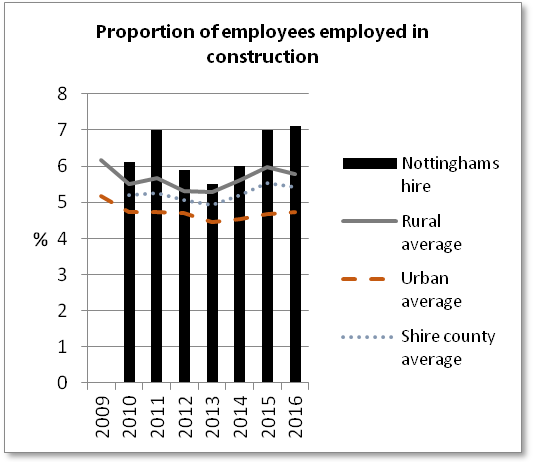 Proportion of employees employed in
construction
8
7
6
5
4
3
2
1
0
%
2009
2010
2011
2012
2013
2014
2015
2016
Nottinghams
hire
Rural
average
Urban
average
Shire county
average